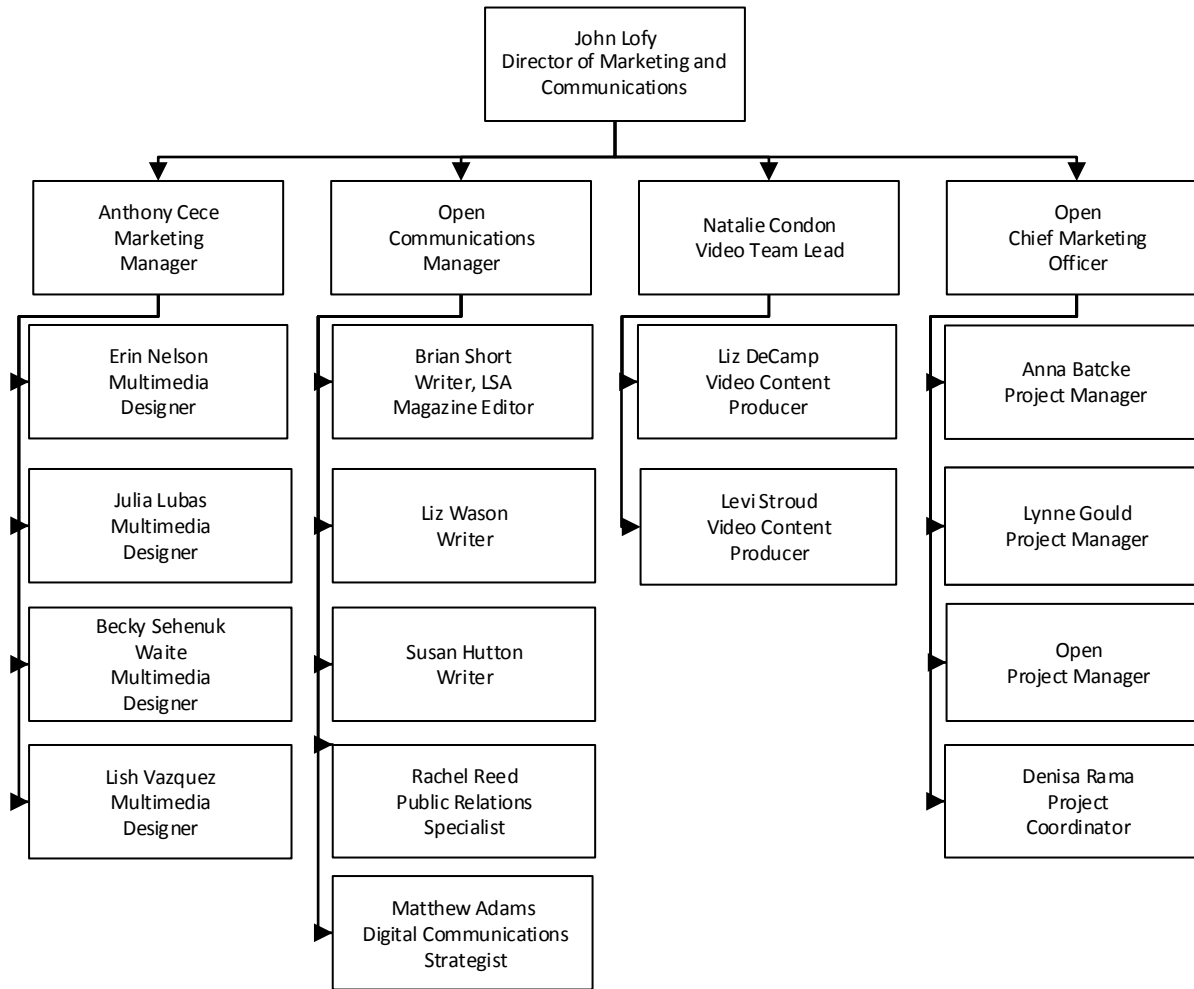 John Lofy
Director of Marketing and
Communications
Anthony Cece
Marketing
Manager
Open
Communications
Manager
Natalie Condon
Video Team Lead
Open
Chief Marketing
Officer
Erin Nelson
Multimedia
Designer
Brian Short
Writer, LSA
Magazine Editor
Liz DeCamp
Video Content
Producer
Anna Batcke
Project Manager
Julia Lubas
Multimedia
Designer
Liz Wason
Writer
Levi Stroud
Video Content
Producer
Lynne Gould
Project Manager
Becky Sehenuk
Waite
Multimedia
Designer
Susan Hutton
Writer
Open
Project Manager
Lish Vazquez
Multimedia
Designer
Rachel Reed
Public Relations
Specialist
Denisa Rama
Project
Coordinator
Matthew Adams
Digital Communications
Strategist